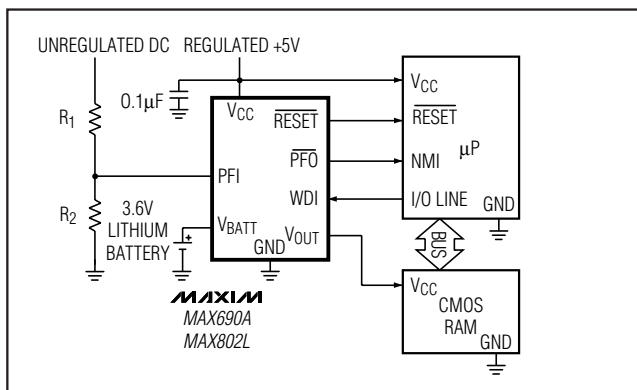 UNREGULATED DC
REGULATED +5V
0.1µF
VCC
VCC
R1
RESET
RESET
µP
PFO
NMI
PFI
WDI
I/O LINE
R2
3.6V
LITHIUM
BATTERY
VBATT
GND
VOUT
GND
BUS
VCC
CMOS
RAM
GND
MAXIM
MAX690A
MAX802L